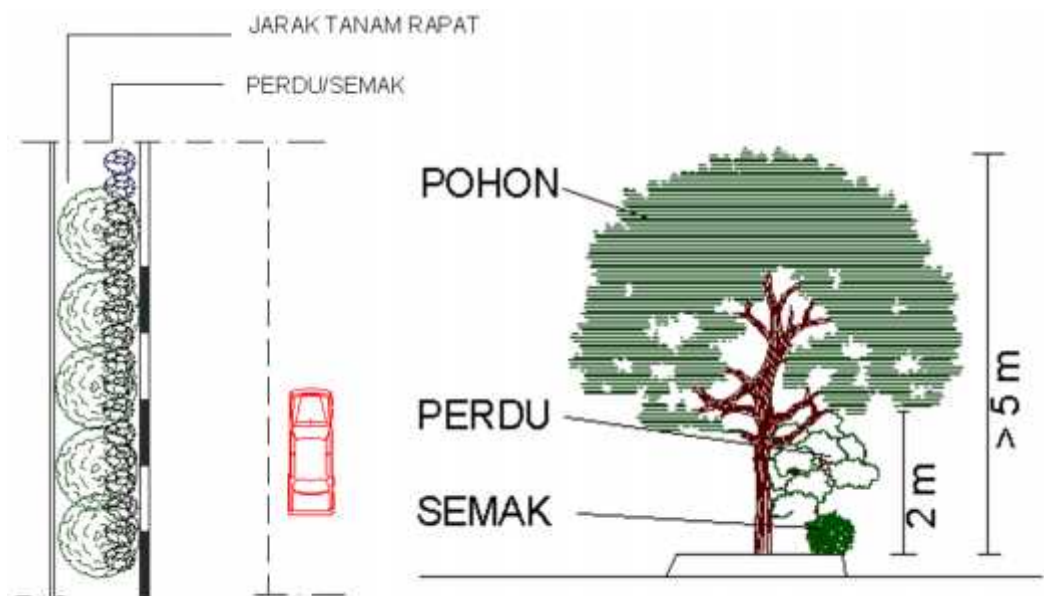 JARAK TANAM RAPAT
PERDU/SEMAK
POHON
PERDU
SEMAK
2 m
> 5 m